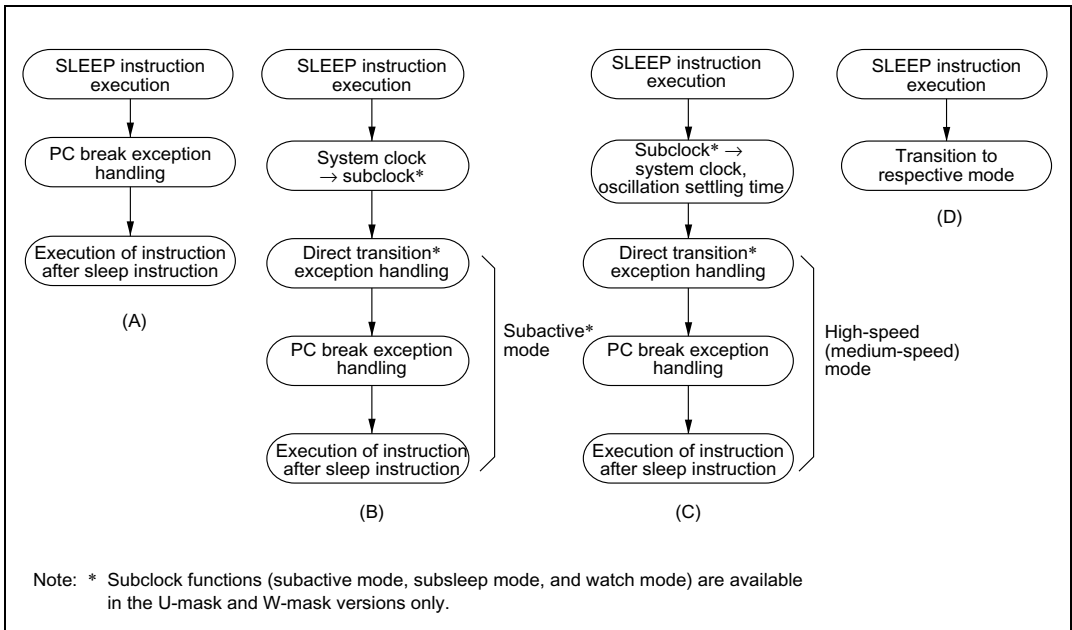 SLEEP instruction
execution
PC break exception
handling
Execution of instruction
after sleep instruction
(A)
SLEEP instruction
execution
System clock
→ subclock*
Direct transition*
exception handling
PC break exception
handling
Execution of instruction
after sleep instruction
Subactive*
mode
(B)
SLEEP instruction
execution
Subclock* →
system clock,
oscillation settling time
Direct transition*
exception handling
PC break exception
handling
Execution of instruction
after sleep instruction
High-speed
(medium-speed)
mode
(C)
SLEEP instruction
execution
Transition to
respective mode
(D)
Note: * Subclock functions (subactive mode, subsleep mode, and watch mode) are available
in the U-mask and W-mask versions only.